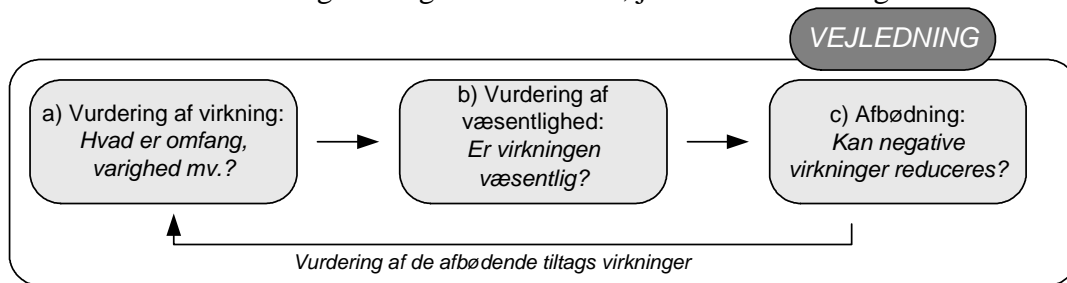 VEJLEDNING
a) Vurdering af virkning:
Hvad er omfang,
varighed mv.?
b) Vurdering af
væsentlighed:
Er virkningen
væsentlig?
c) Afbødning:
Kan negative
virkninger reduceres?
Vurdering af de afbødende tiltags virkninger